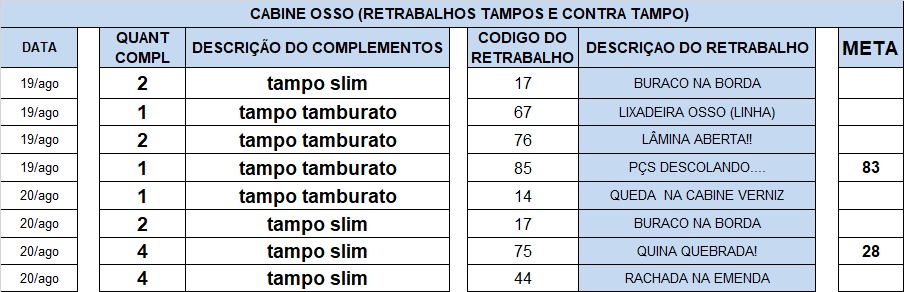 CABINE OSSO (RETRABALHOS TAMPOS E CONTRA TAMPO)
DATA QUANT COMPL DESCRIÇÃO DO COMPLEMENTOS CODIGO DO RETRABALHO DESCRIÇAO DO RETRABALHO META
19/ago 2 tampo slim 17 BURACO NA BORDA
19/ago 1 tampo tamburato 67 LIXADEIRA OSSO (LINHA)
19/ago 2 tampo tamburato 76 LÂMINA ABERTA!!
19/ago 1 tampo tamburato 85 PÇS DESCOLANDO.... 83
20/ago 1 tampo tamburato 14 QUEDA NA CABINE VERNIZ
20/ago 2 tampo slim 17 BURACO NA BORDA
20/ago 4 tampo slim 75 QUINA QUEBRADA! 28
20/ago 4 tampo slim 44 RACHADA NA EMENDA